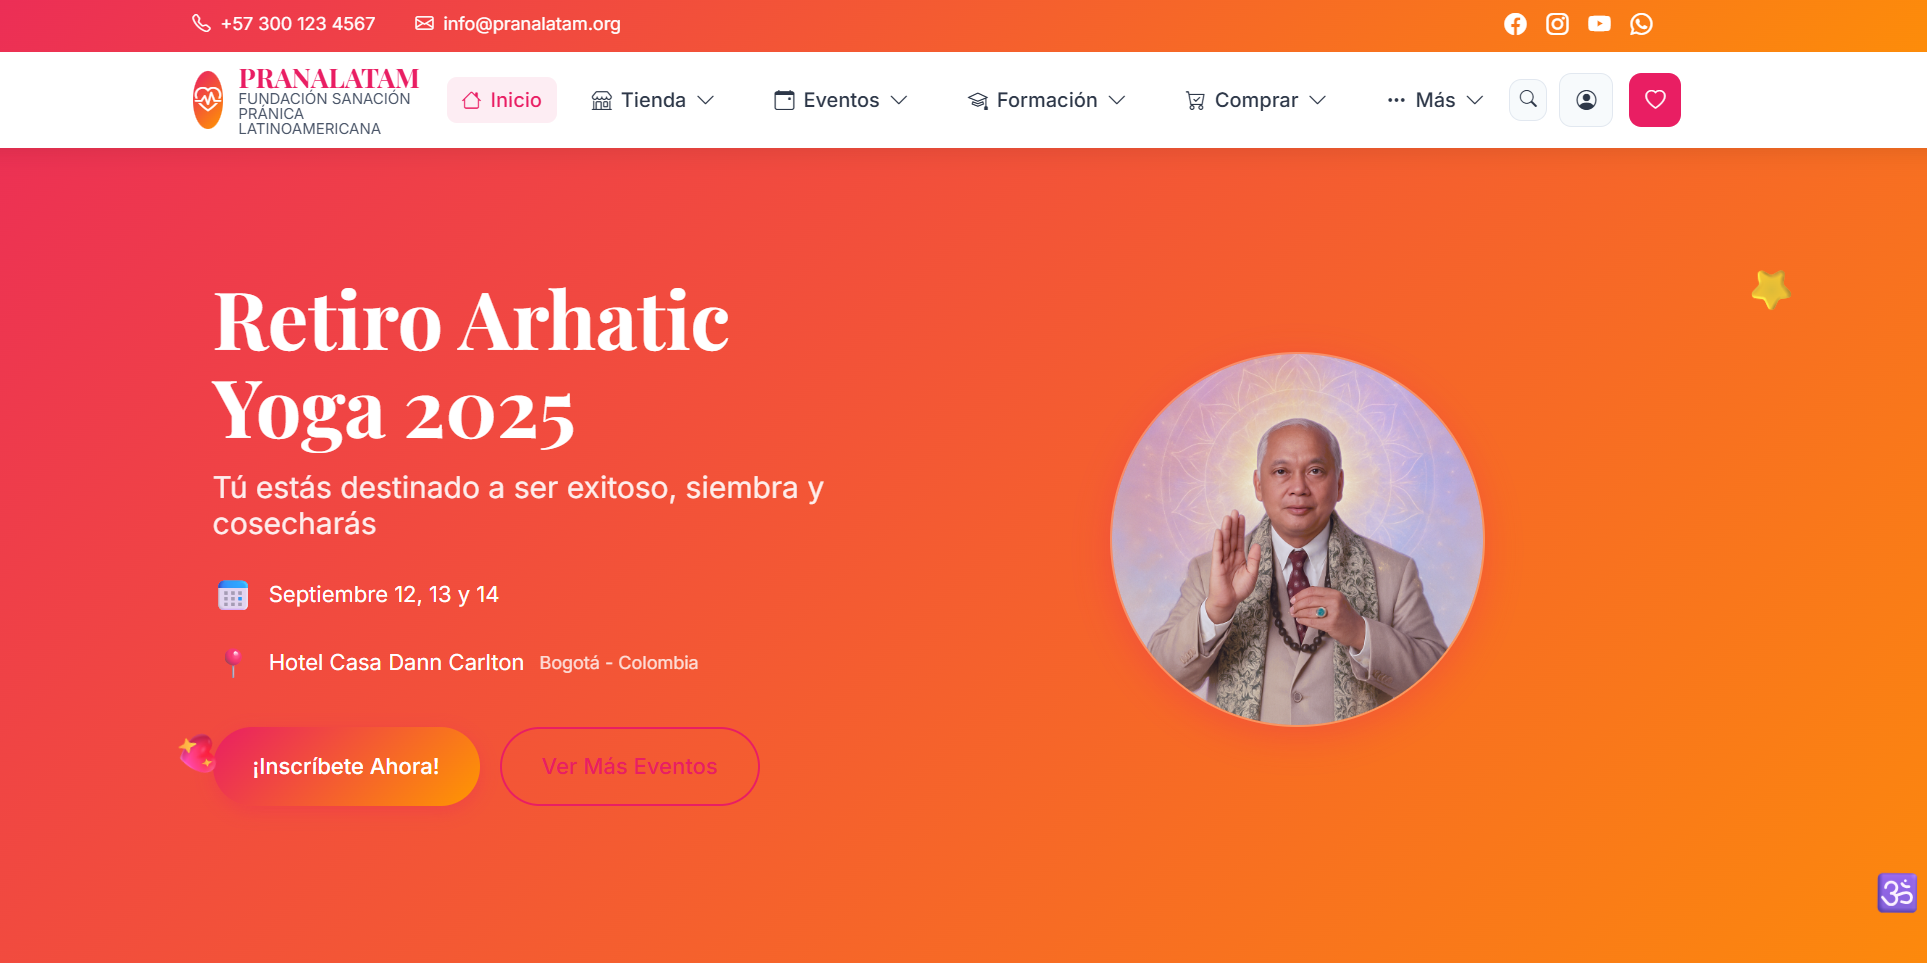 +57 300 123 4567
info@pranalatam.org
PRANALATAM
FUNDACIÓN SANACIÓN
PRÁNICA
LATINOAMERICANA
Inicio
Tienda
Eventos
Formación
Comprar
Más
Retiro Arhatic
Yoga 2025
Tú estás destinado a ser exitoso, siembra y
cosecharás
Septiembre 12, 13 y 14
Hotel Casa Dann Carlton Bogotá - Colombia
¡Inscríbete Ahora!
Ver Más Eventos
ॐ